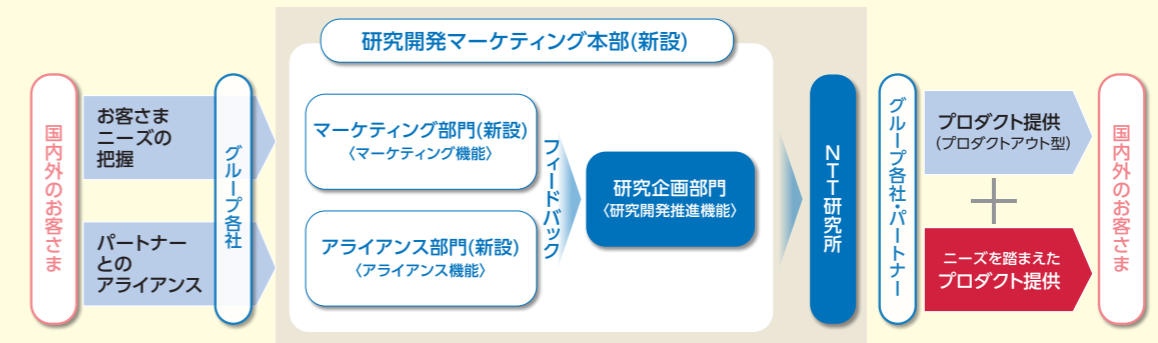 研究開発マーケティング本部(新設)
国内外のお客さま
お客さま
ニーズの
把握
パートナー
との
アライアンス
グループ各社
マーケティング部門(新設)
〈マーケティング機能〉
アライアンス部門(新設)
〈アライアンス機能〉
フィードバック
研究企画部門
〈研究開発推進機能〉
NTT研究所
グループ各社・パートナー
プロダクト提供
(プロダクトアウト型)
ニーズを踏まえた
プロダクト提供
国内外のお客さま